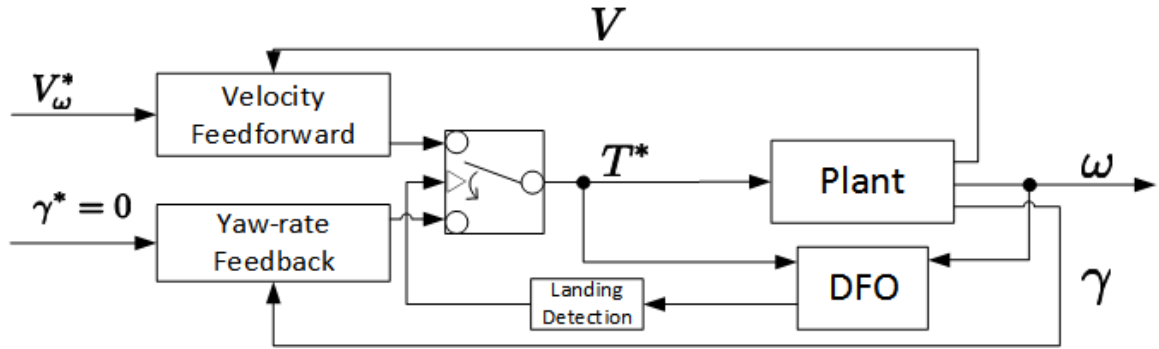 V
V*ω
Velocity
Feedforward
T*
Plant
ω
γ* = 0
Yaw-rate
Feedback
DFO
Landing
Detection
γ